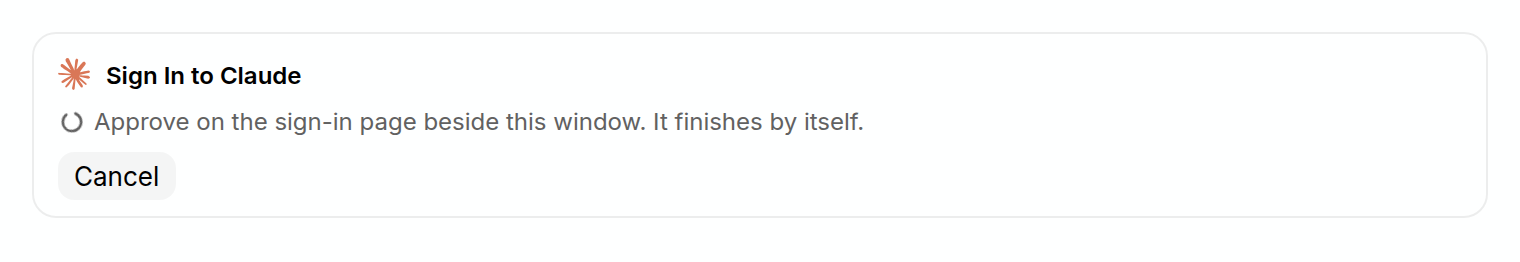 Sign In to Claude
Approve on the sign-in page beside this window. It finishes by itself.
Cancel